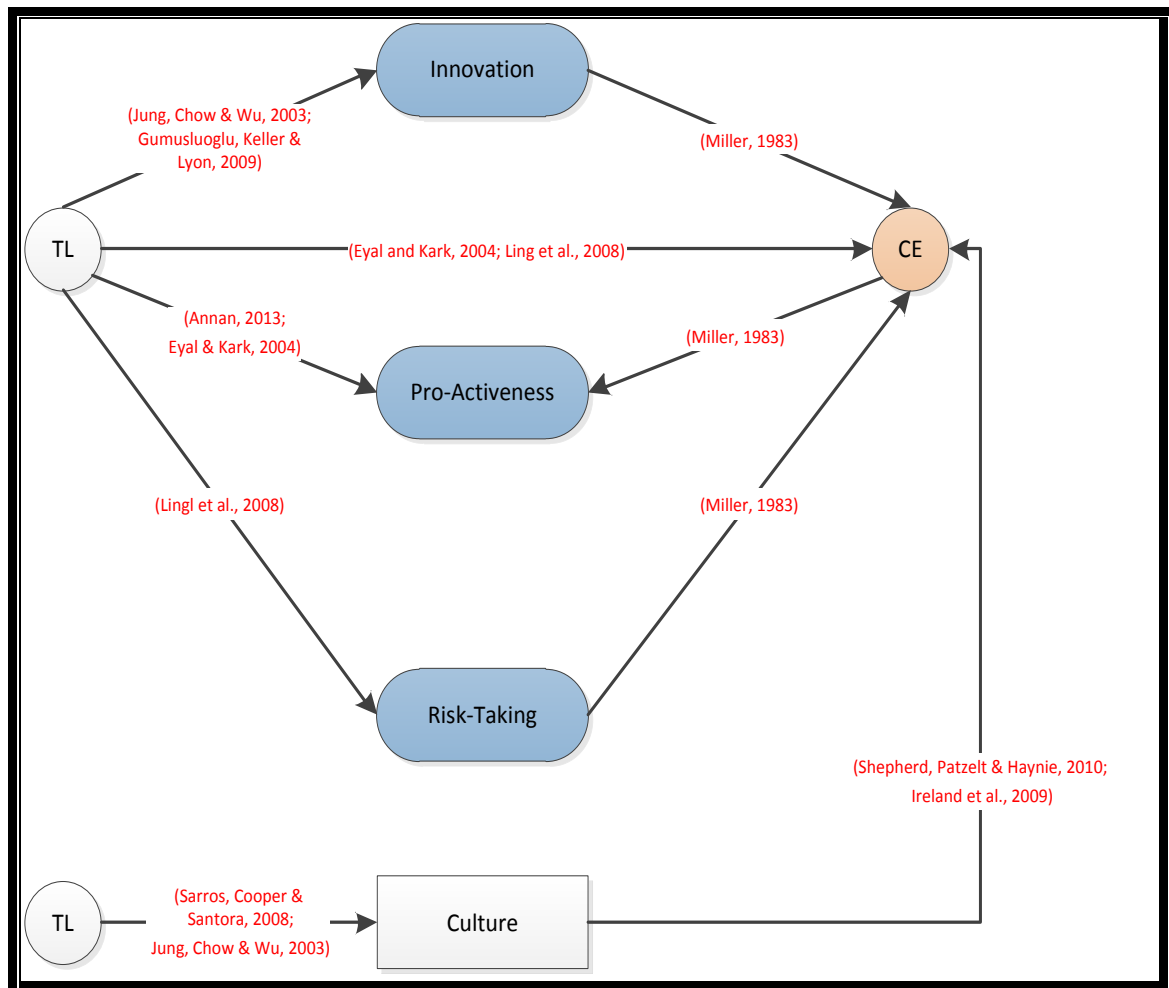 Innovation
(Jung, Chow & Wu, 2003;
Gumusluoglu, Keller &
Lyon, 2009)
(Miller, 1983)
TL
(Eyal and Kark, 2004; Ling et al., 2008)
CE
(Annan, 2013;
Eyal & Kark, 2004)
(Miller, 1983)
Pro-Activeness
(Lingl et al., 2008)
(Miller, 1983)
Risk-Taking
(Shepherd, Patzelt & Haynie, 2010;
Ireland et al., 2009)
TL
(Sarros, Cooper &
Santora, 2008;
Jung, Chow & Wu, 2003)
Culture